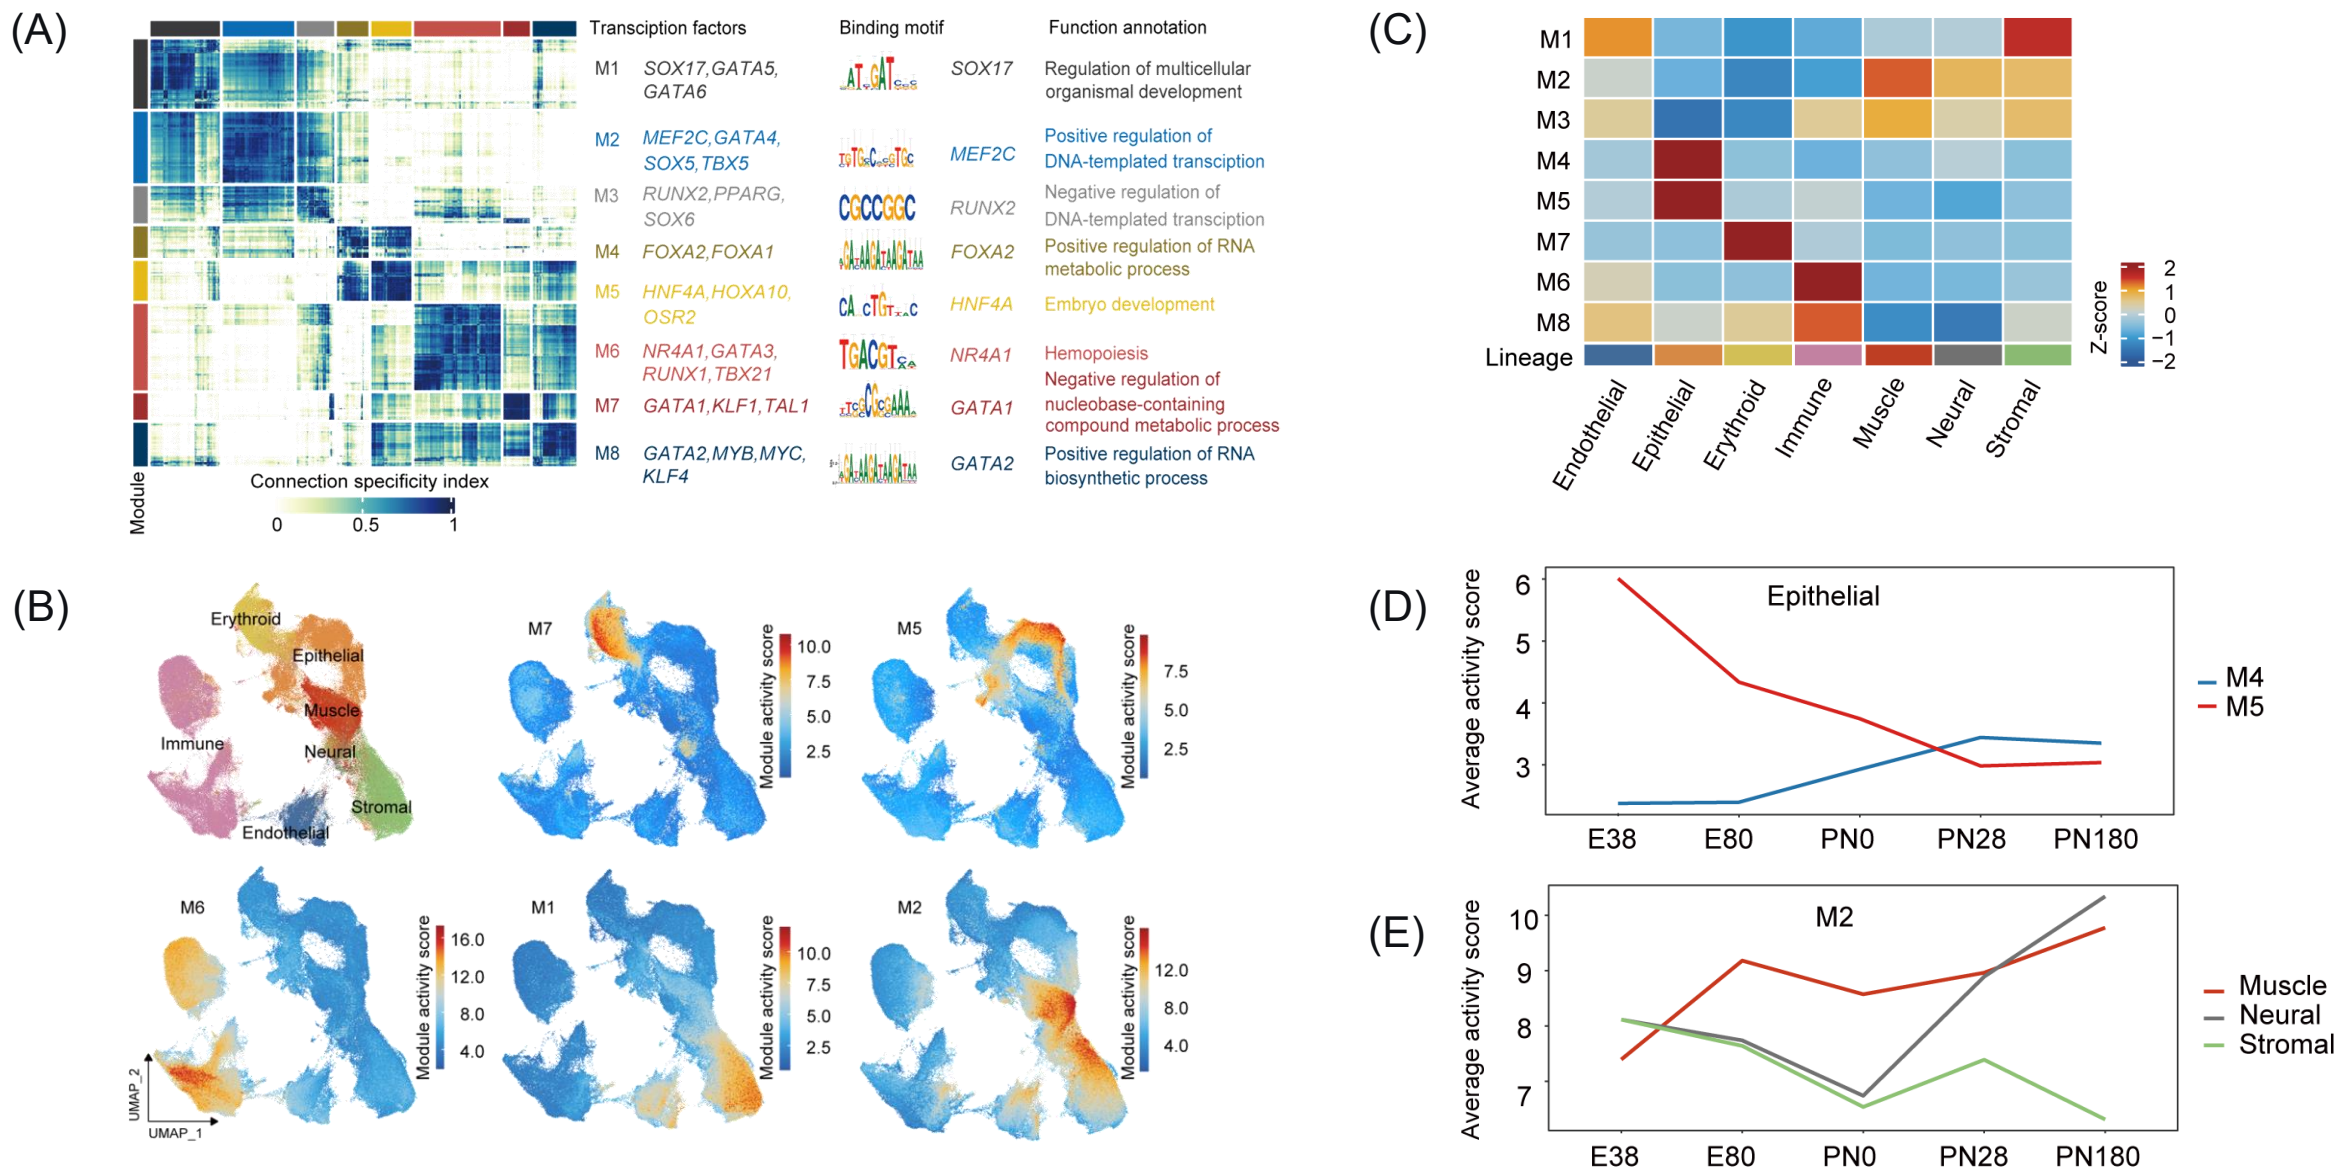 (A)
Transciption factors
Binding motif
Function annotation
M1
SOX17,GATA5,
GATA6
SOX17
Regulation of multicellular
organismal development
M2
MEF2C,GATA4,
SOX5,TBX5
MEF2C
Positive regulation of
DNA-templated transciption
M3
RUNX2,PPARG,
SOX6
CGCCGGC
RUNX2
Negative regulation of
DNA-templated transciption
M4
FOXA2,FOXA1
FOXA2
Positive regulation of RNA
metabolic process
M5
HNF4A,HOXA10,
OSR2
HNF4A
Embryo development
M6
NR4A1,GATA3,
RUNX1,TBX21
NR4A1
Hemopoiesis
M7
GATA1,KLF1,TAL1
GATA1
Negative regulation of
nucleobase-containing
compound metabolic process
M8
GATA2,MYB,MYC,
KLF4
GATA2
Positive regulation of RNA
biosynthetic process
Module
Connection specificity index
0 0.5 1
(B)
Erythroid
Epithelial
Muscle
Immune
Neural
Stromal
Endothelial
M7
Module activity score
10.0
7.5
5.0
2.5
M5
Module activity score
7.5
5.0
2.5
M6
Module activity score
16.0
12.0
8.0
4.0
UMAP_2
UMAP_1
M1
Module activity score
10.0
7.5
5.0
2.5
M2
Module activity score
12.0
8.0
4.0
(C)
M1
M2
M3
M4
M5
M7
M6
M8
Lineage
Endothelial
Epithelial
Erythroid
Immune
Muscle
Neural
Stromal
Z-score
2
1
0
−1
−2
(D)
Epithelial
Average activity score
6
5
4
3
E38 E80 PN0 PN28 PN180
M4
M5
(E)
M2
Average activity score
10
9
8
7
E38 E80 PN0 PN28 PN180
Muscle
Neural
Stromal